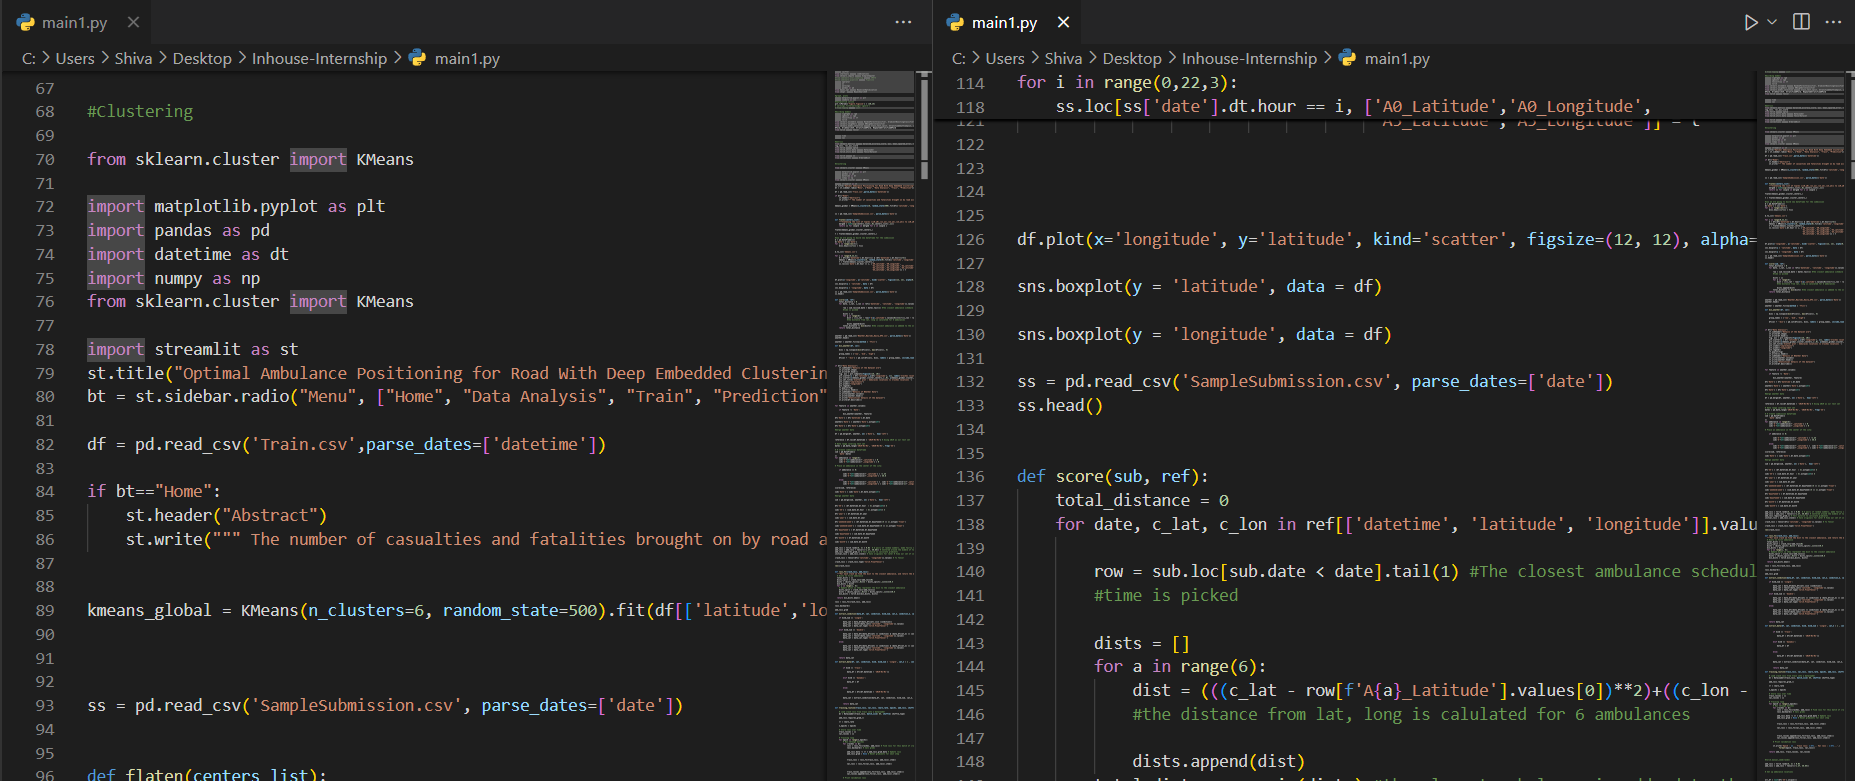 main1.py
C: > Users > Shiva > Desktop > Inhouse-Internship > main1.py
67
68 #Clustering
69
70 from sklearn.cluster import KMeans
71
72 import matplotlib.pyplot as plt
73 import pandas as pd
74 import datetime as dt
75 import numpy as np
76 from sklearn.cluster import KMeans
77
78 import streamlit as st
79 st.title("Optimal Ambulance Positioning for Road With Deep Embedded Clusterin
80 bt = st.sidebar.radio("Menu", ["Home", "Data Analysis", "Train", "Prediction"
81
82 df = pd.read_csv('Train.csv',parse_dates=['datetime'])
83
84 if bt=="Home":
85 st.header("Abstract")
86 st.write(""" The number of casualties and fatalities brought on by road a
87
88
89 kmeans_global = KMeans(n_clusters=6, random_state=500).fit(df[['latitude','lo
90
91
92
93 ss = pd.read_csv('SampleSubmission.csv', parse_dates=['date'])
94
95
96 def flaten(centers_list):
main1.py
C: > Users > Shiva > Desktop > Inhouse-Internship > main1.py
114 for i in range(0,22,3):
118 ss.loc[ss['date'].dt.hour == i, ['A0_Latitude','A0_Longitude',
121 'A5_Latitude','A5_Longitude']] = t
122
123
124
125
126 df.plot(x='longitude', y='latitude', kind='scatter', figsize=(12, 12), alpha=
127
128 sns.boxplot(y = 'latitude', data = df)
129
130 sns.boxplot(y = 'longitude', data = df)
131
132 ss = pd.read_csv('SampleSubmission.csv', parse_dates=['date'])
133 ss.head()
134
135
136 def score(sub, ref):
137 total_distance = 0
138 for date, c_lat, c_lon in ref[['datetime', 'latitude', 'longitude']].valu
139
140 row = sub.loc[sub.date < date].tail(1) #The closest ambulance schedul
141 #time is picked
142
143 dists = []
144 for a in range(6):
145 dist = (((c_lat - row[f'A{a}_Latitude'].values[0])**2)+((c_lon -
146 #the distance from lat, long is calulated for 6 ambulances
147
148 dists.append(dist)